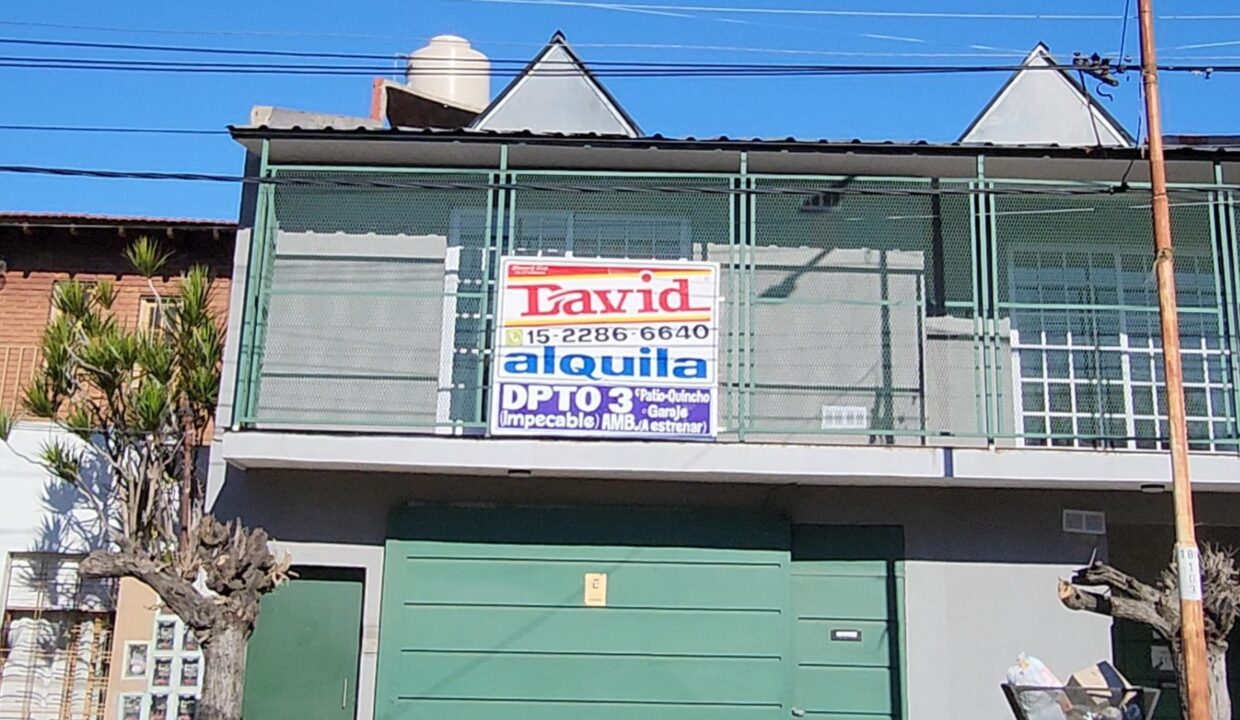 David
15-2286-6640
alquila
DPTO 3 c/Patio-Quincho
(Impecable) AMB. c/Garaje
(A estrenar)